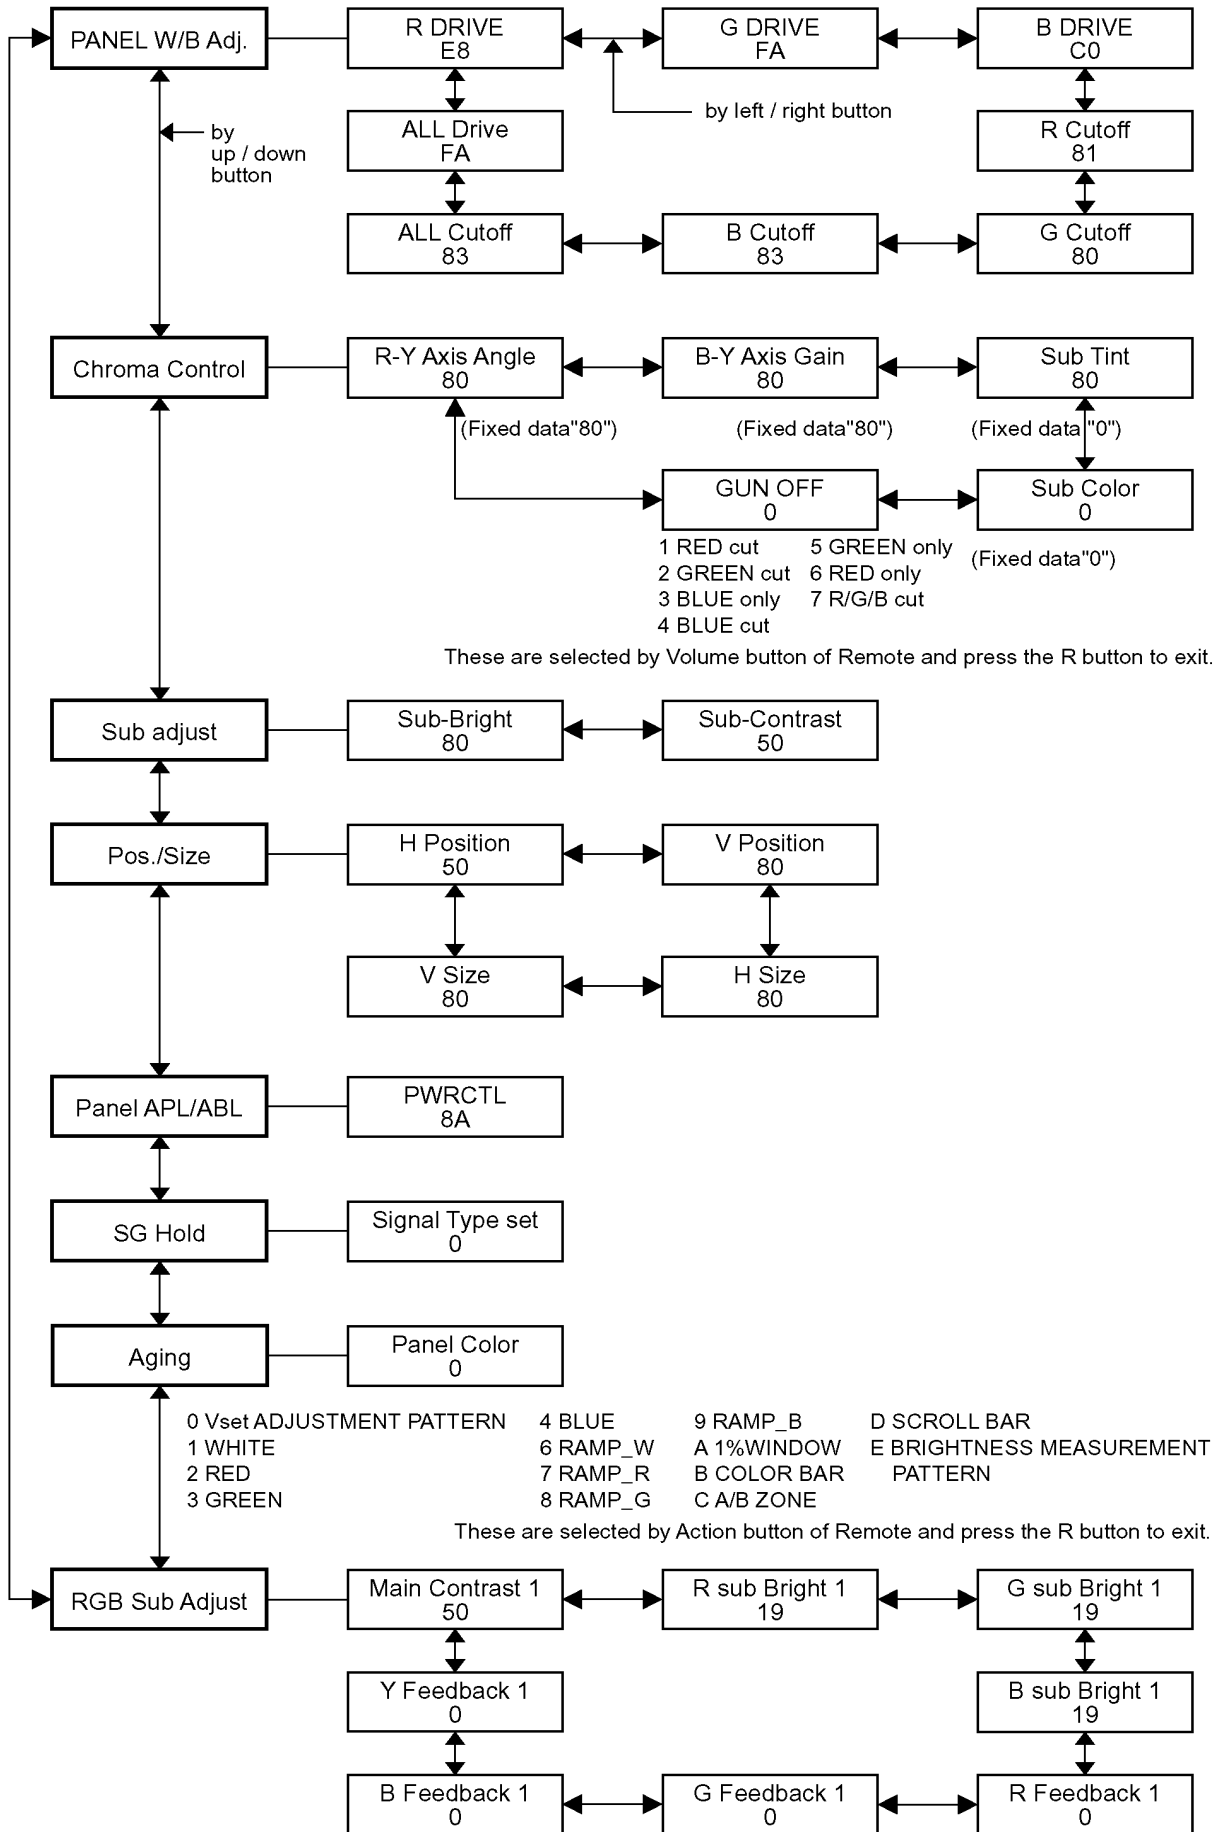 PANEL W/B Adj.
R DRIVE
E8
G DRIVE
FA
B DRIVE
C0
by left / right button
by
up / down
button
ALL Drive
FA
R Cutoff
81
ALL Cutoff
83
B Cutoff
83
G Cutoff
80
Chroma Control
R-Y Axis Angle
80
B-Y Axis Gain
80
Sub Tint
80
(Fixed data"80")
(Fixed data"80")
(Fixed data"0")
GUN OFF
0
Sub Color
0
(Fixed data"0")
1 RED cut
2 GREEN cut
3 BLUE only
4 BLUE cut
5 GREEN only
6 RED only
7 R/G/B cut
These are selected by Volume button of Remote and press the R button to exit.
Sub adjust
Sub-Bright
80
Sub-Contrast
50
Pos./Size
H Position
50
V Position
80
V Size
80
H Size
80
Panel APL/ABL
PWRCTL
8A
SG Hold
Signal Type set
0
Aging
Panel Color
0
0 Vset ADJUSTMENT PATTERN
1 WHITE
2 RED
3 GREEN
4 BLUE
6 RAMP_W
7 RAMP_R
8 RAMP_G
9 RAMP_B
A 1%WINDOW
B COLOR BAR
C A/B ZONE
D SCROLL BAR
E BRIGHTNESS MEASUREMENT
PATTERN
These are selected by Action button of Remote and press the R button to exit.
RGB Sub Adjust
Main Contrast 1
50
R sub Bright 1
19
G sub Bright 1
19
Y Feedback 1
0
B sub Bright 1
19
B Feedback 1
0
G Feedback 1
0
R Feedback 1
0